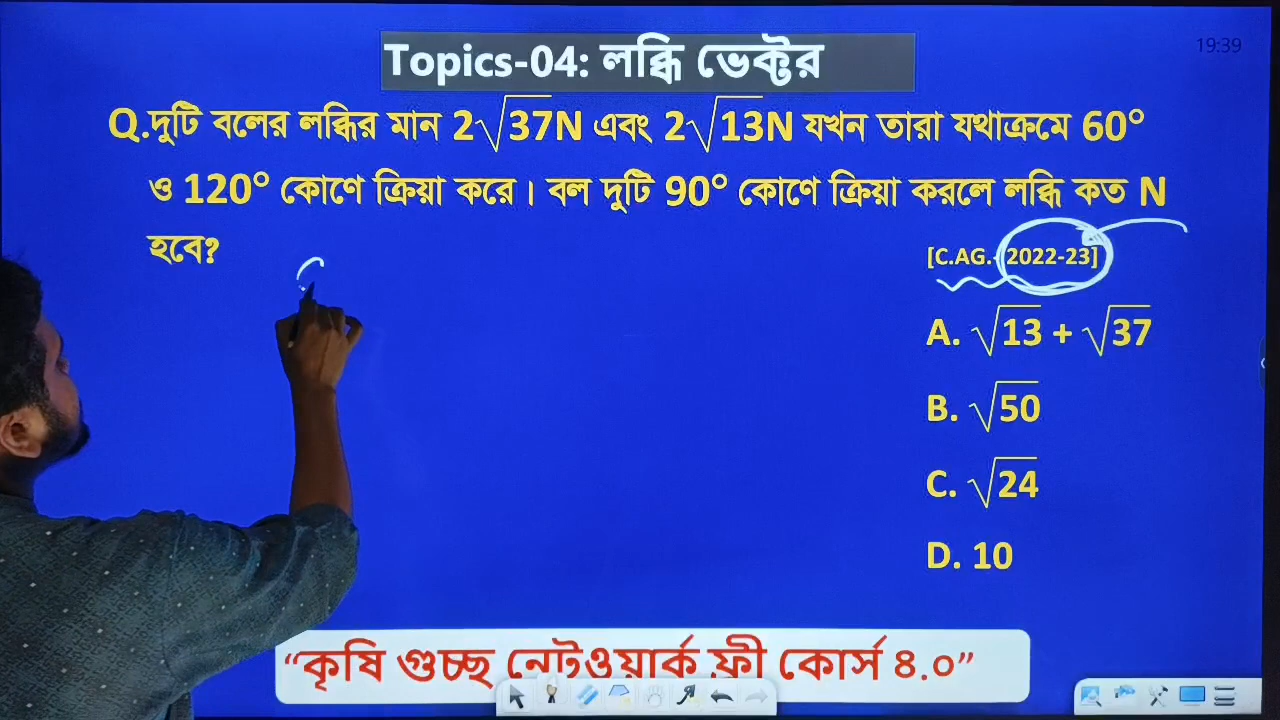 19:39
Topics-04: লব্ধি ভেক্টর
Q.দুটি বলের লব্ধির মান 2√37N এবং 2√13N যখন তারা যথাক্রমে 60°
ও 120° কোণে ক্রিয়া করে। বল দুটি 90° কোণে ক্রিয়া করলে লব্ধি কত N
হবে?
[C.AG.-2022-23]
A. √13 + √37
B. √50
C. √24
D. 10
“কৃষি গুচ্ছ নেটওয়ার্ক ফ্রী কোর্স ৪.০”